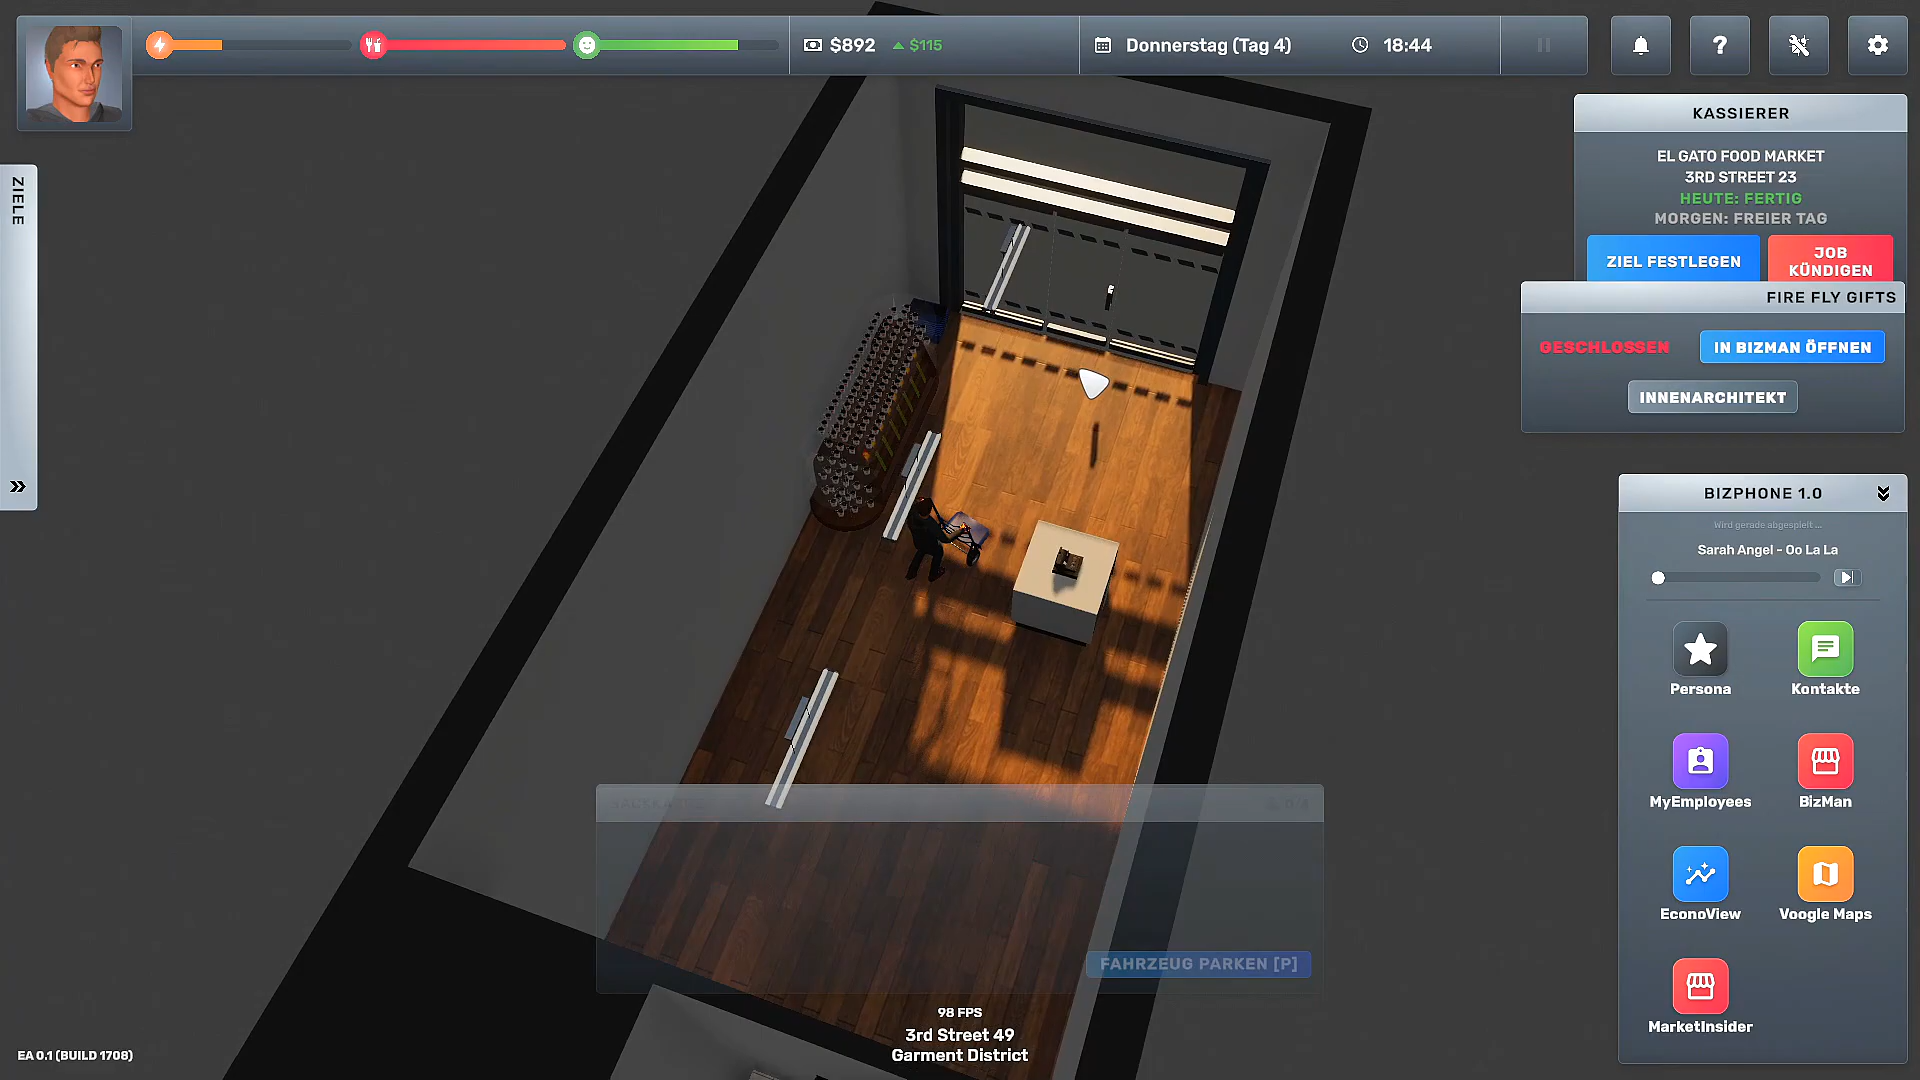 $892
$115
Donnerstag (Tag 4)
18:44
?
ZIELE
KASSIERER
EL GATO FOOD MARKET
3RD STREET 23
HEUTE: FERTIG
MORGEN: FREIER TAG
ZIEL FESTLEGEN
JOB
KÜNDIGEN
FIRE FLY GIFTS
GESCHLOSSEN
IN BIZMAN ÖFFNEN
INNENARCHITEKT
BIZPHONE 1.0
Wird gerade abgespielt ...
Sarah Angel - Oo La La
Persona
Kontakte
MyEmployees
BizMan
EconoView
Voogle Maps
MarketInsider
SACKKARRE
FAHRZEUG PARKEN [P]
98 FPS
3rd Street 49
Garment District
EA 0.1 (BUILD 1708)